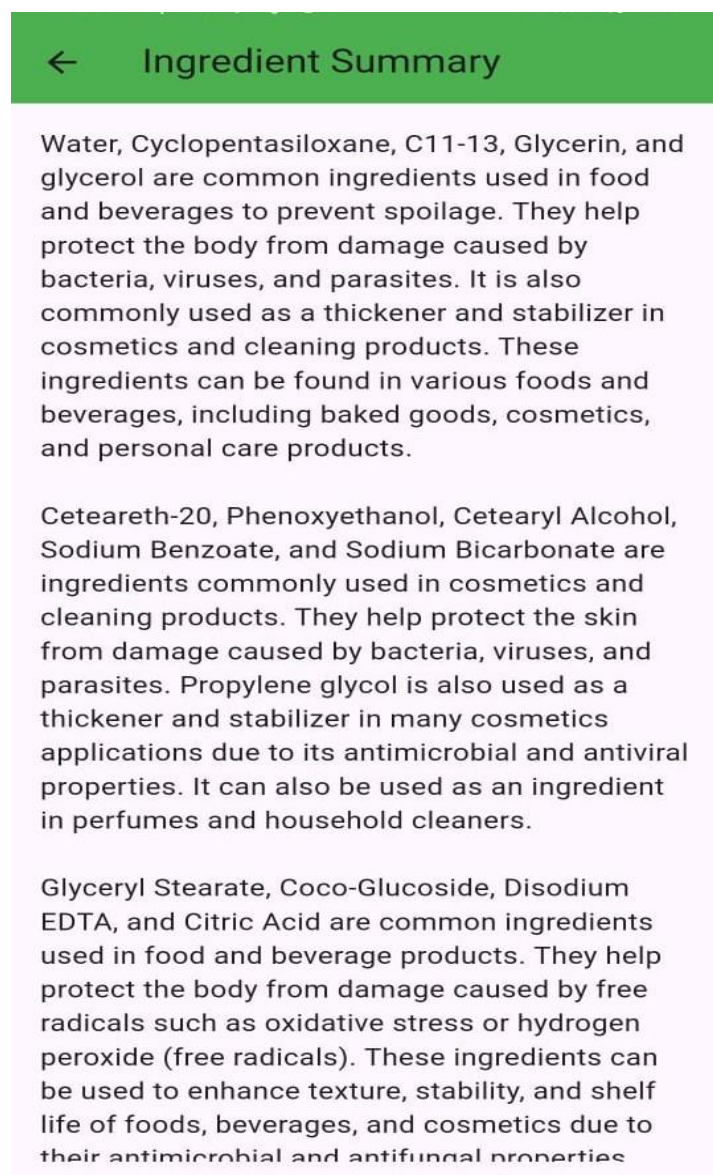 Ingredient Summary
Water, Cyclopentasiloxane, C11-13, Glycerin, and
glycerol are common ingredients used in food
and beverages to prevent spoilage. They help
protect the body from damage caused by
bacteria, viruses, and parasites. It is also
commonly used as a thickener and stabilizer in
cosmetics and cleaning products. These
ingredients can be found in various foods and
beverages, including baked goods, cosmetics,
and personal care products.
Ceteareth-20, Phenoxyethanol, Cetearyl Alcohol,
Sodium Benzoate, and Sodium Bicarbonate are
ingredients commonly used in cosmetics and
cleaning products. They help protect the skin
from damage caused by bacteria, viruses, and
parasites. Propylene glycol is also used as a
thickener and stabilizer in many cosmetics
applications due to its antimicrobial and antiviral
properties. It can also be used as an ingredient
in perfumes and household cleaners.
Glyceryl Stearate, Coco-Glucoside, Disodium
EDTA, and Citric Acid are common ingredients
used in food and beverage products. They help
protect the body from damage caused by free
radicals such as oxidative stress or hydrogen
peroxide (free radicals). These ingredients can
be used to enhance texture, stability, and shelf
life of foods, beverages, and cosmetics due to
their antimicrobial and antifungal properties